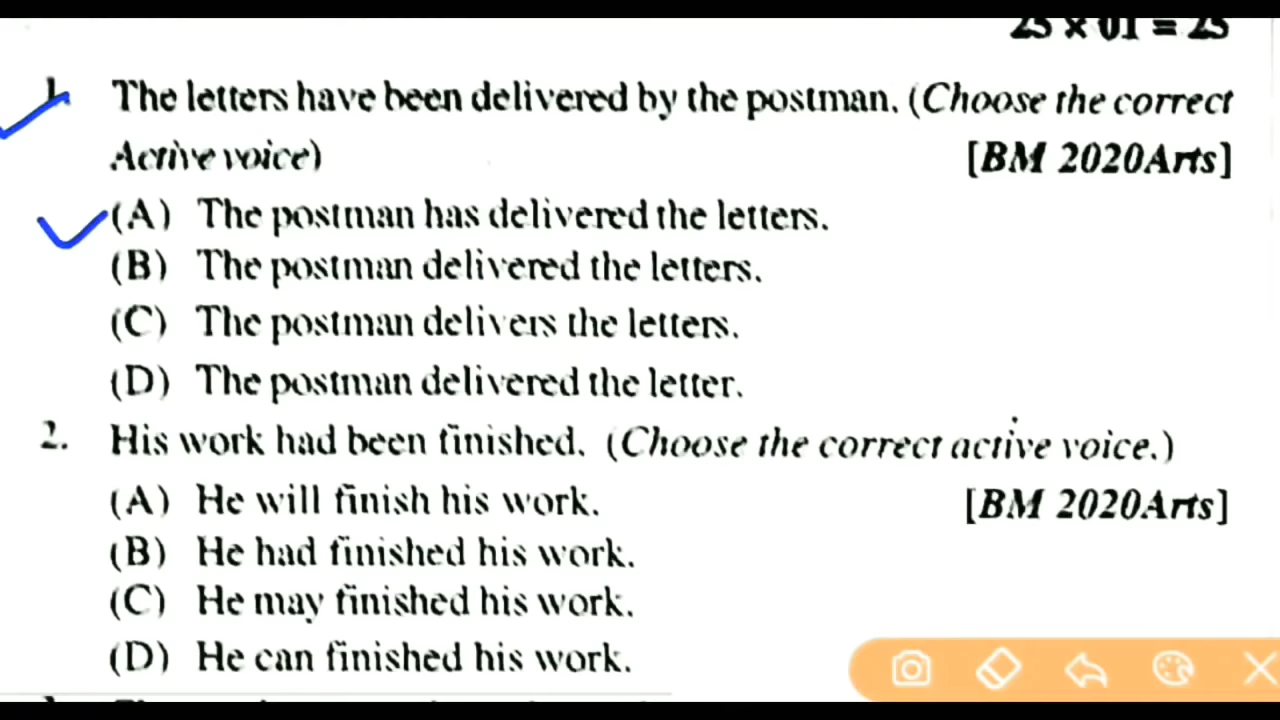 25 × 01 = 25
1. The letters have been delivered by the postman. (Choose the correct
Active voice) [BM 2020Arts]
(A) The postman has delivered the letters.
(B) The postman delivered the letters.
(C) The postman delivers the letters.
(D) The postman delivered the letter.
2. His work had been finished. (Choose the correct active voice.)
(A) He will finish his work. [BM 2020Arts]
(B) He had finished his work.
(C) He may finished his work.
(D) He can finished his work.